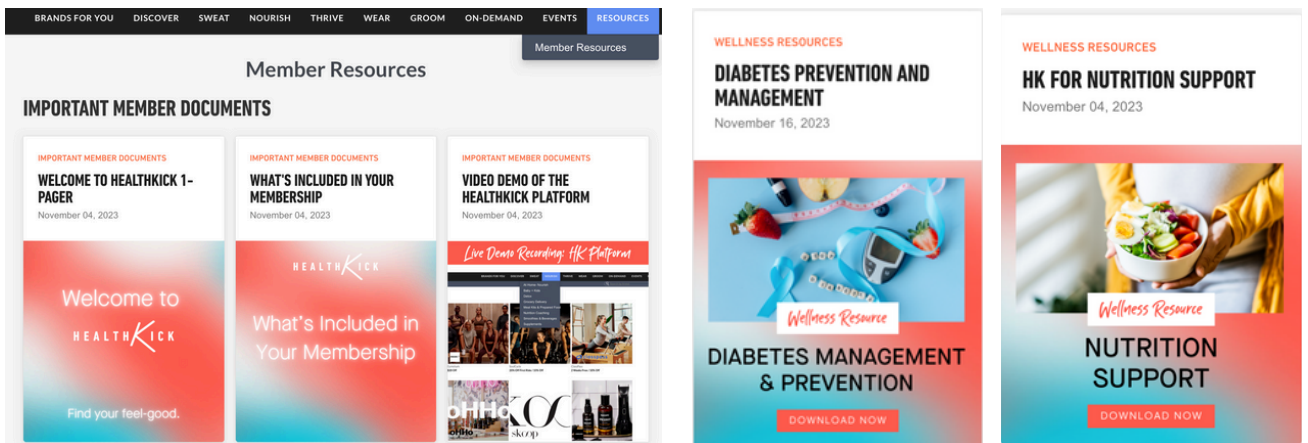 BRANDS FOR YOU DISCOVER SWEAT NOURISH THRIVE WEAR GROOM ON-DEMAND EVENTS RESOURCES
Member Resources
Member Resources
IMPORTANT MEMBER DOCUMENTS
IMPORTANT MEMBER DOCUMENTS
WELCOME TO HEALTHKICK 1-
PAGER
November 04, 2023
Welcome to
HEALTHKICK
Find your feel-good.
IMPORTANT MEMBER DOCUMENTS
WHAT'S INCLUDED IN YOUR
MEMBERSHIP
November 04, 2023
HEALTHKICK
What's Included in
Your Membership
IMPORTANT MEMBER DOCUMENTS
VIDEO DEMO OF THE
HEALTHKICK PLATFORM
November 04, 2023
Live Demo Recording: HK Platform
skoop
WELLNESS RESOURCES
DIABETES PREVENTION AND
MANAGEMENT
November 16, 2023
Wellness Resource
DIABETES MANAGEMENT
& PREVENTION
DOWNLOAD NOW
WELLNESS RESOURCES
HK FOR NUTRITION SUPPORT
November 04, 2023
Wellness Resource
NUTRITION
SUPPORT
DOWNLOAD NOW